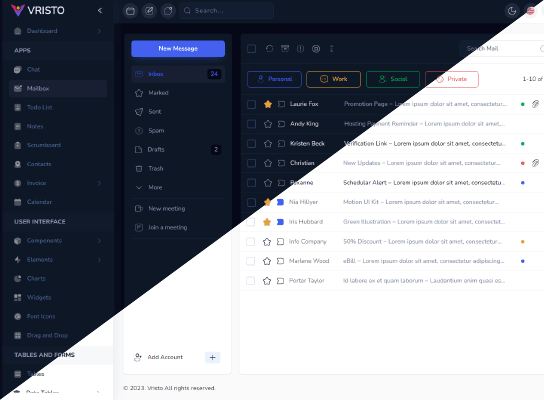 VRISTO
Search...
Dashboard
APPS
Chat
Mailbox
Todo List
Notes
Scrumboard
Contacts
Invoice
Calendar
USER INTERFACE
Components
Elements
Charts
Widgets
Font Icons
Drag and Drop
TABLES AND FORMS
Tables
Data Tables
New Message
Inbox 24
Marked
Sent
Spam
Drafts 2
Trash
More
New meeting
Join a meeting
Add Account
Search Mail
Personal Work Social Private 1-10 of
Laurie Fox Promotion Page – Lorem ipsum dolor sit amet, consectetur...
Andy King Hosting Payment Reminder – Lorem ipsum dolor sit amet, consectetur...
Kristen Beck Verification Link – Lorem ipsum dolor sit amet, consectetur...
Christian New Updates – Lorem ipsum dolor sit amet, consectetur...
Roxanne Schedular Alert – Lorem ipsum dolor sit amet, consectetur...
Nia Hillyer Motion UI Kit – Lorem ipsum dolor sit amet, consectetur...
Iris Hubbard Green Illustration – Lorem ipsum dolor sit amet, consectetur...
Info Company 50% Discount – Lorem ipsum dolor sit amet, consectetur...
Marlene Wood eBill – Lorem ipsum dolor sit amet, consectetur adipiscing...
Porter Taylor Id labore ex et quam laborum – Laudantium enim quasi es...
© 2023. Vristo All rights reserved.